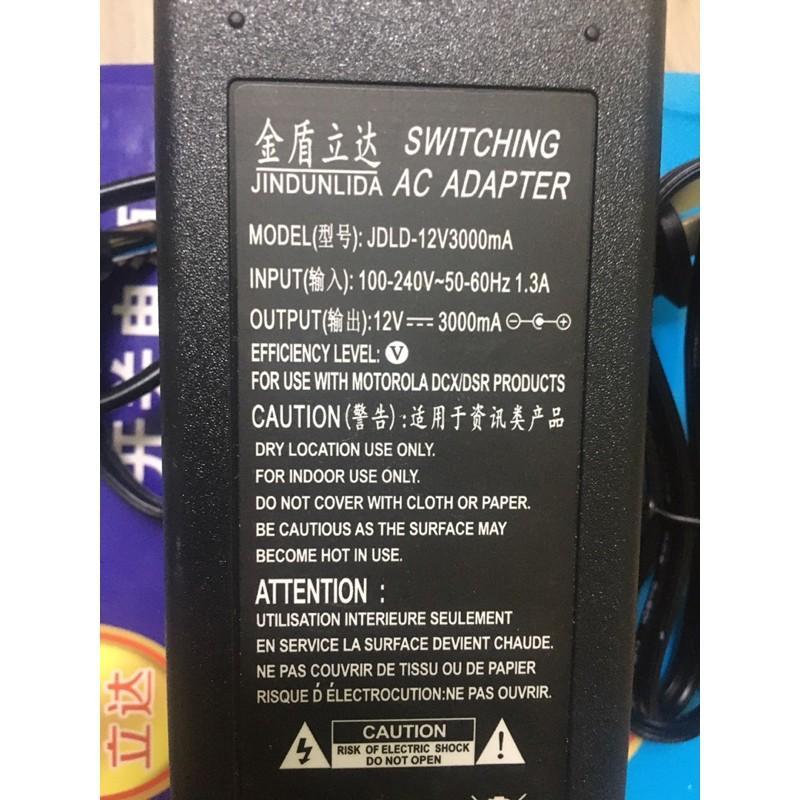 金盾立达 SWITCHING
JINDUNLIDA AC ADAPTER
MODEL(型号): JDLD-12V3000mA
INPUT(输入): 100-240V~50-60Hz 1.3A
OUTPUT(输出):12V⎓3000mA
EFFICIENCY LEVEL: V
FOR USE WITH MOTOROLA DCX/DSR PRODUCTS
CAUTION(警告):适用于资讯类产品
DRY LOCATION USE ONLY.
FOR INDOOR USE ONLY.
DO NOT COVER WITH CLOTH OR PAPER.
BE CAUTIOUS AS THE SURFACE MAY
BECOME HOT IN USE.
ATTENTION :
UTILISATION INTERIEURE SEULEMENT
EN SERVICE LA SURFACE DEVIENT CHAUDE.
NE PAS COUVRIR DE TISSU OU DE PAPIER
RISQUE D́ ÉLECTROCUTION:NE PAS OUVRIR.
CAUTION
RISK OF ELECTRIC SHOCK
DO NOT OPEN
开关电
立达